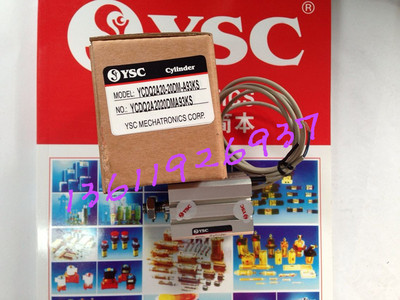 YSC
YSC Cylinder
MODEL: YCDQ2A20-20DM-A93KS
NO.: YCDQ2A2020DMA93KS
YSC MECHATRONICS CORP.
13611926937
YSC